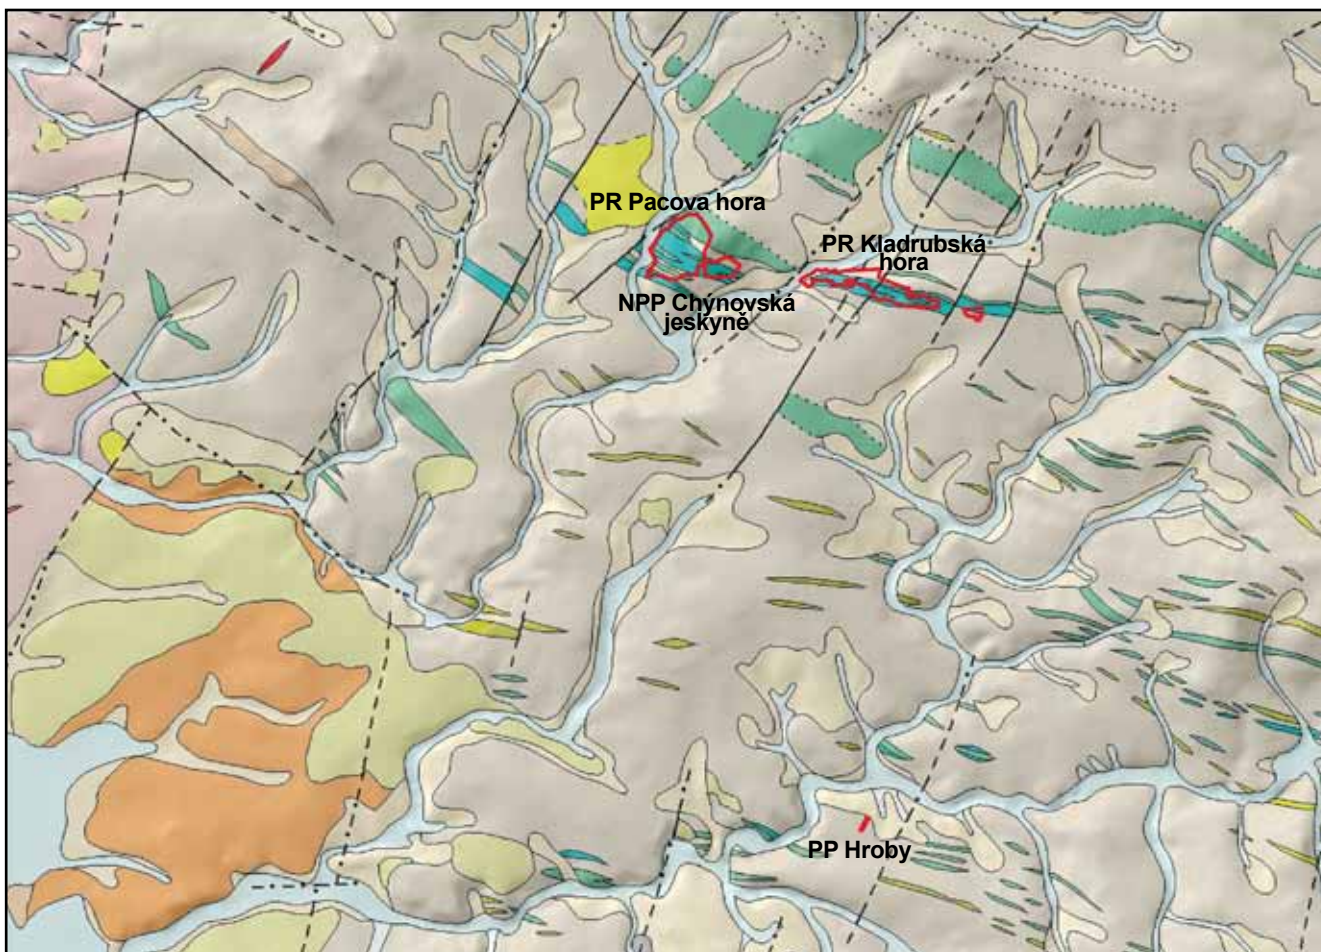 PR Pacova hora
PR Kladrubská
hora
NPP Chýnovská
jeskyně
PP Hroby